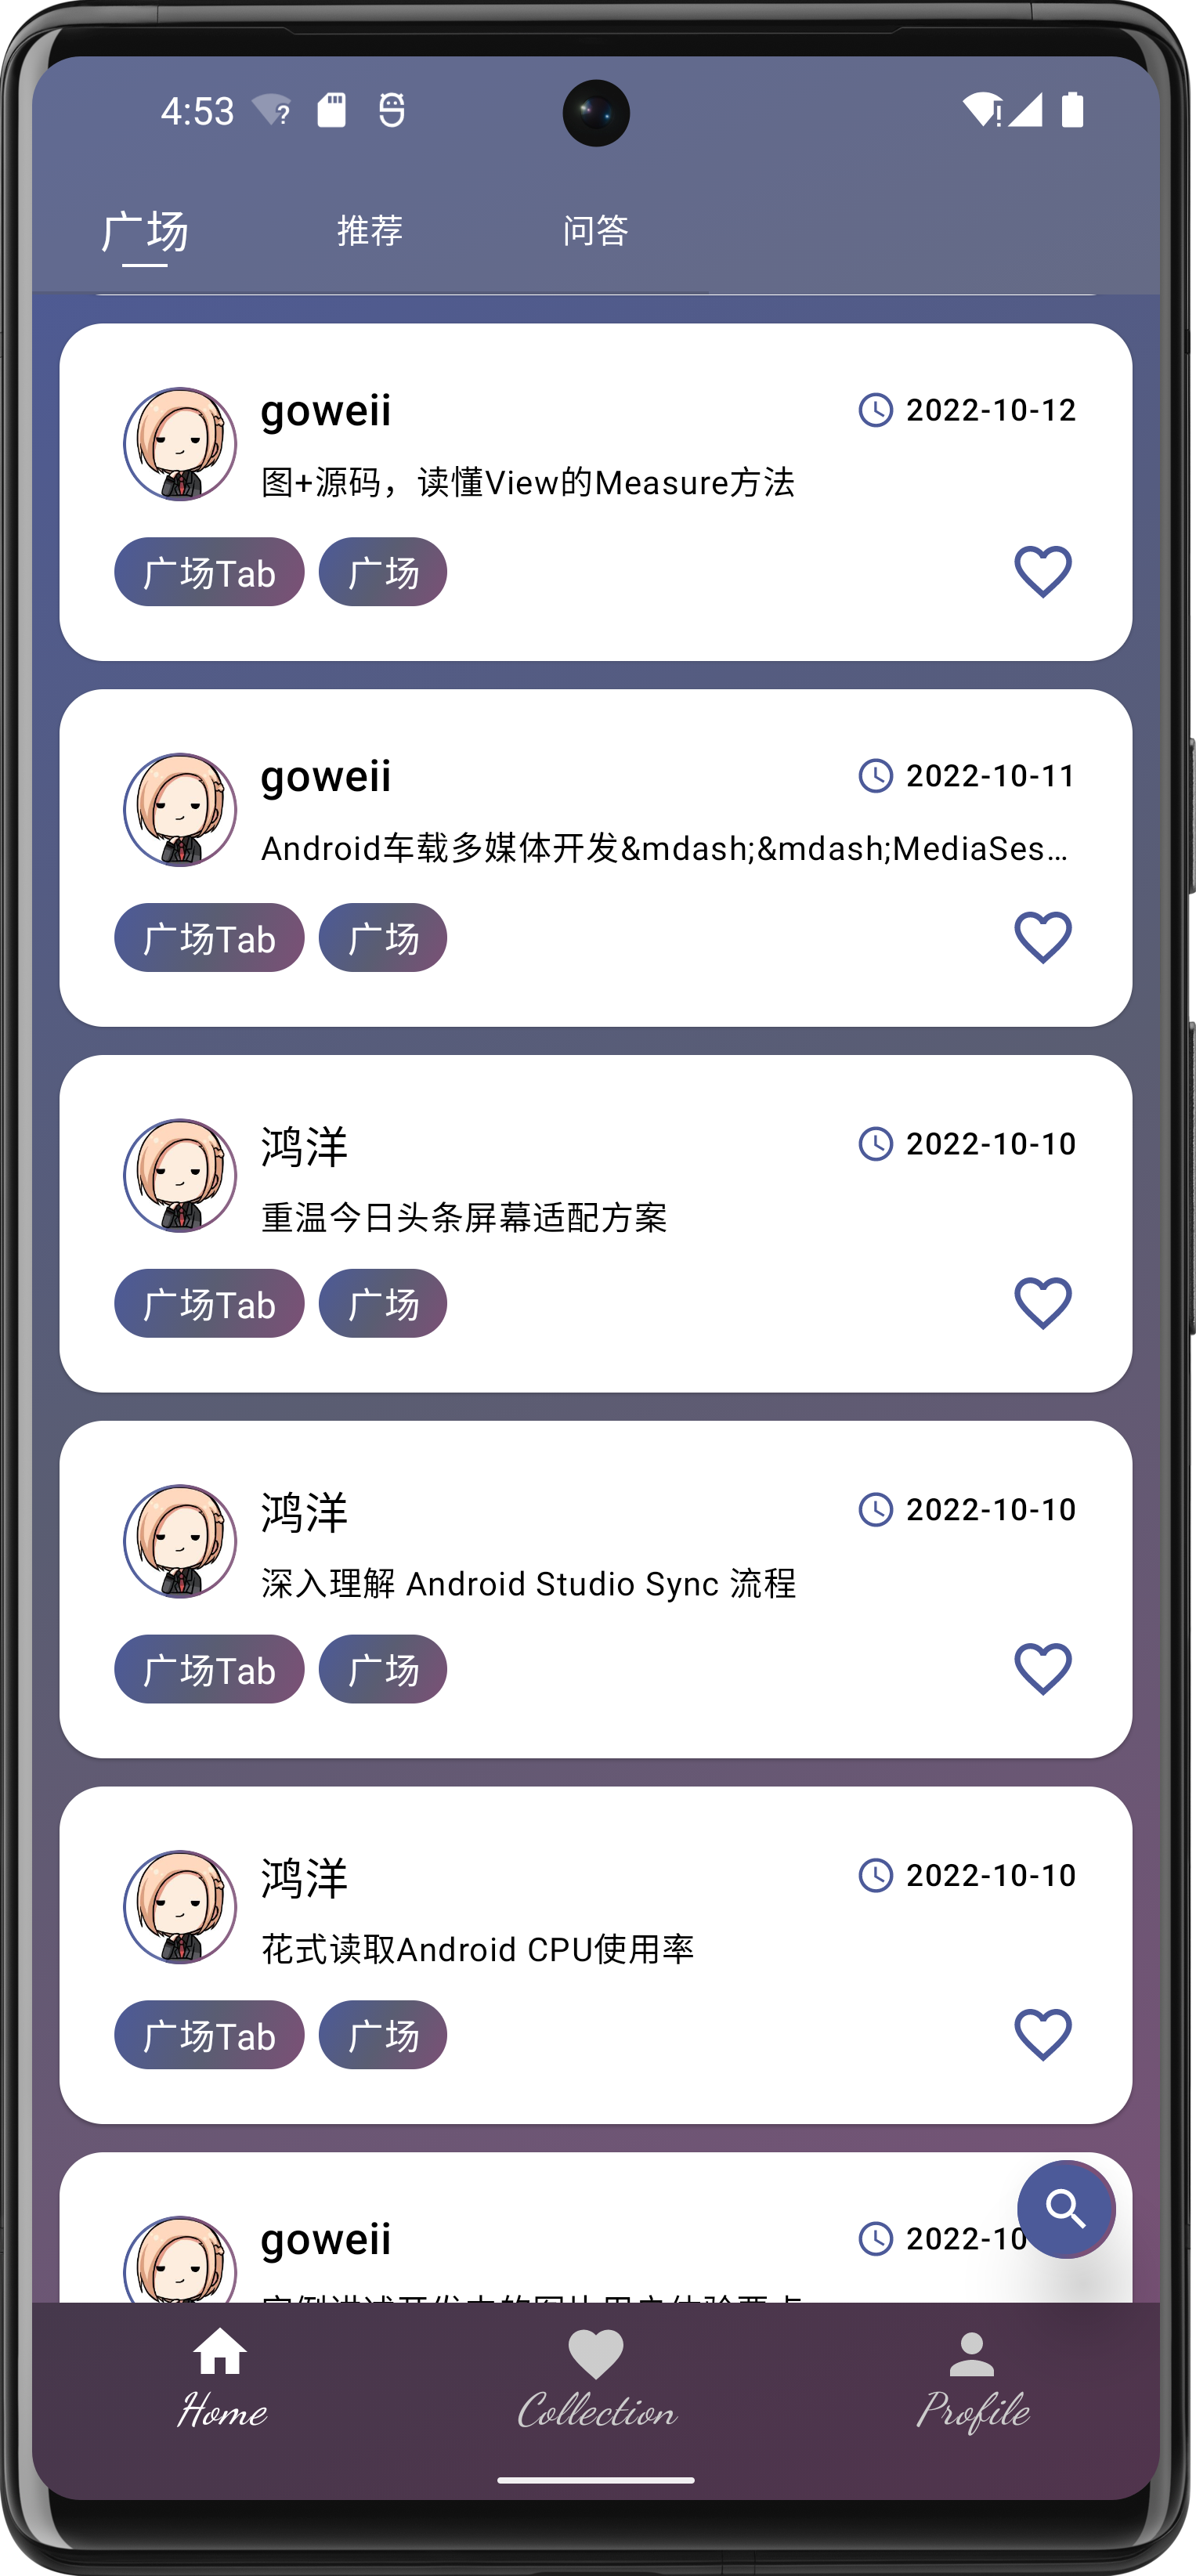 4:53
广场 推荐 问答
goweii 2022-10-12
图+源码，读懂View的Measure方法
广场Tab 广场
goweii 2022-10-11
Android车载多媒体开发&mdash;&mdash;MediaSes…
广场Tab 广场
鸿洋 2022-10-10
重温今日头条屏幕适配方案
广场Tab 广场
鸿洋 2022-10-10
深入理解 Android Studio Sync 流程
广场Tab 广场
鸿洋 2022-10-10
花式读取Android CPU使用率
广场Tab 广场
goweii 2022-10
Home Collection Profile